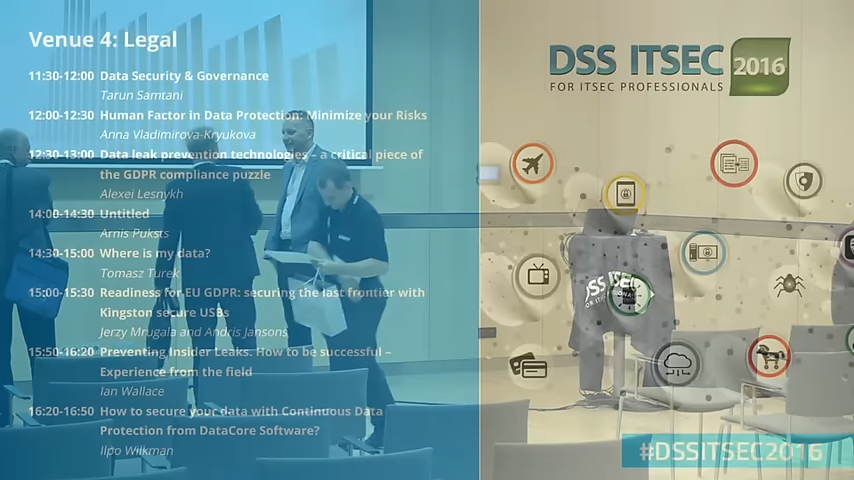 Venue 4: Legal
11:30-12:00 Data Security & Governance
Tarun Samtani
12:00-12:30 Human Factor in Data Protection: Minimize your Risks
Anna Vladimirova-Kryukova
12:30-13:00 Data leak prevention technologies – a critical piece of
the GDPR compliance puzzle
Alexei Lesnykh
14:00-14:30 Untitled
Arnis Puksts
14:30-15:00 Where is my data?
Tomasz Turek
15:00-15:30 Readiness for EU GDPR: securing the last frontier with
Kingston secure USBs
Jerzy Mrugala and Andris Jansons
15:50-16:20 Preventing Insider Leaks. How to be successful –
Experience from the field
Ian Wallace
16:20-16:50 How to secure your data with Continuous Data
Protection from DataCore Software?
Ilpo Wilkman
DSS ITSEC 2016
FOR ITSEC PROFESSIONALS
DSS ITSEC
#DSSITSEC2016